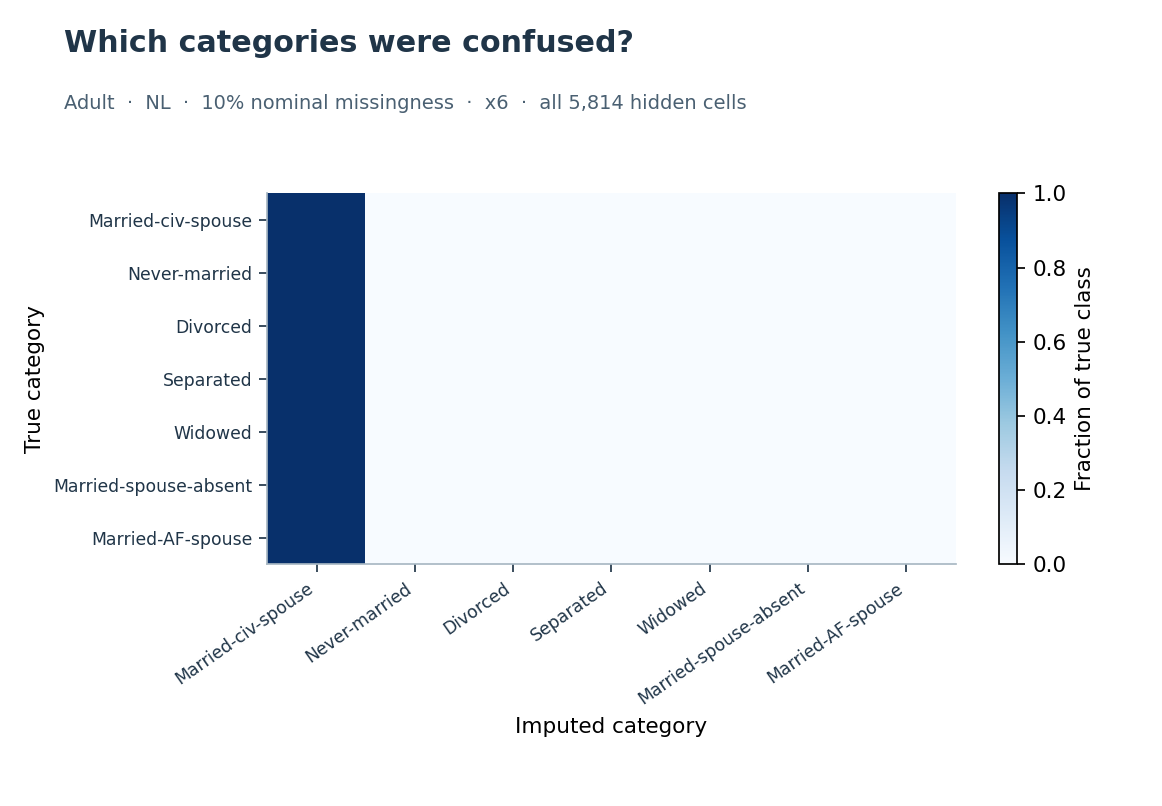 Which categories were confused?
Adult · NL · 10% nominal missingness · x6 · all 5,814 hidden cells
True category
Married-civ-spouse
Never-married
Divorced
Separated
Widowed
Married-spouse-absent
Married-AF-spouse
Married-civ-spouse
Never-married
Divorced
Separated
Widowed
Married-spouse-absent
Married-AF-spouse
Imputed category
1.0
0.8
0.6
0.4
0.2
0.0
Fraction of true class